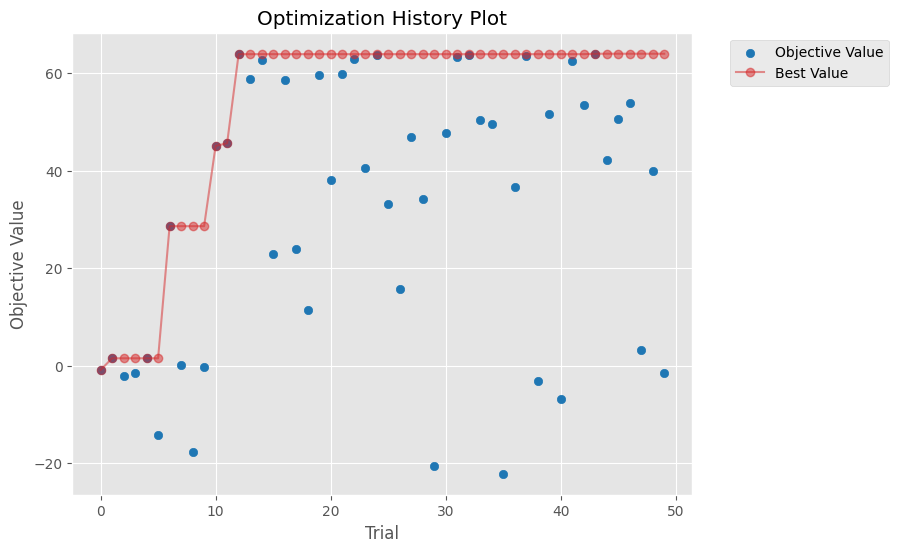 Optimization History Plot
Objective Value
Best Value
Objective Value
60
40
20
0
−20
0 10 20 30 40 50
Trial